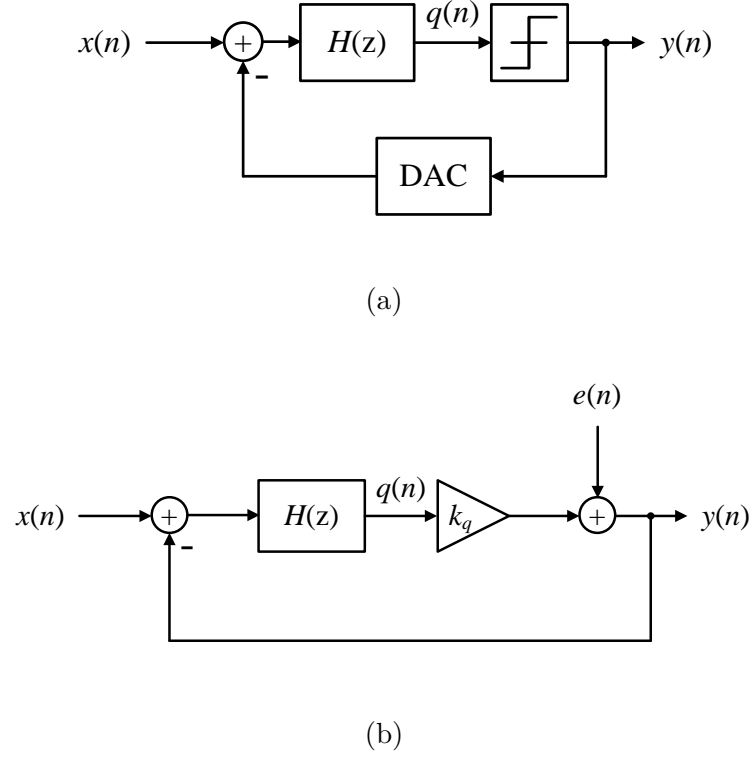 x(n) + H(z) q(n) y(n)
-
DAC
(a)
e(n)
x(n) + H(z) q(n) k_q + y(n)
-
(b)